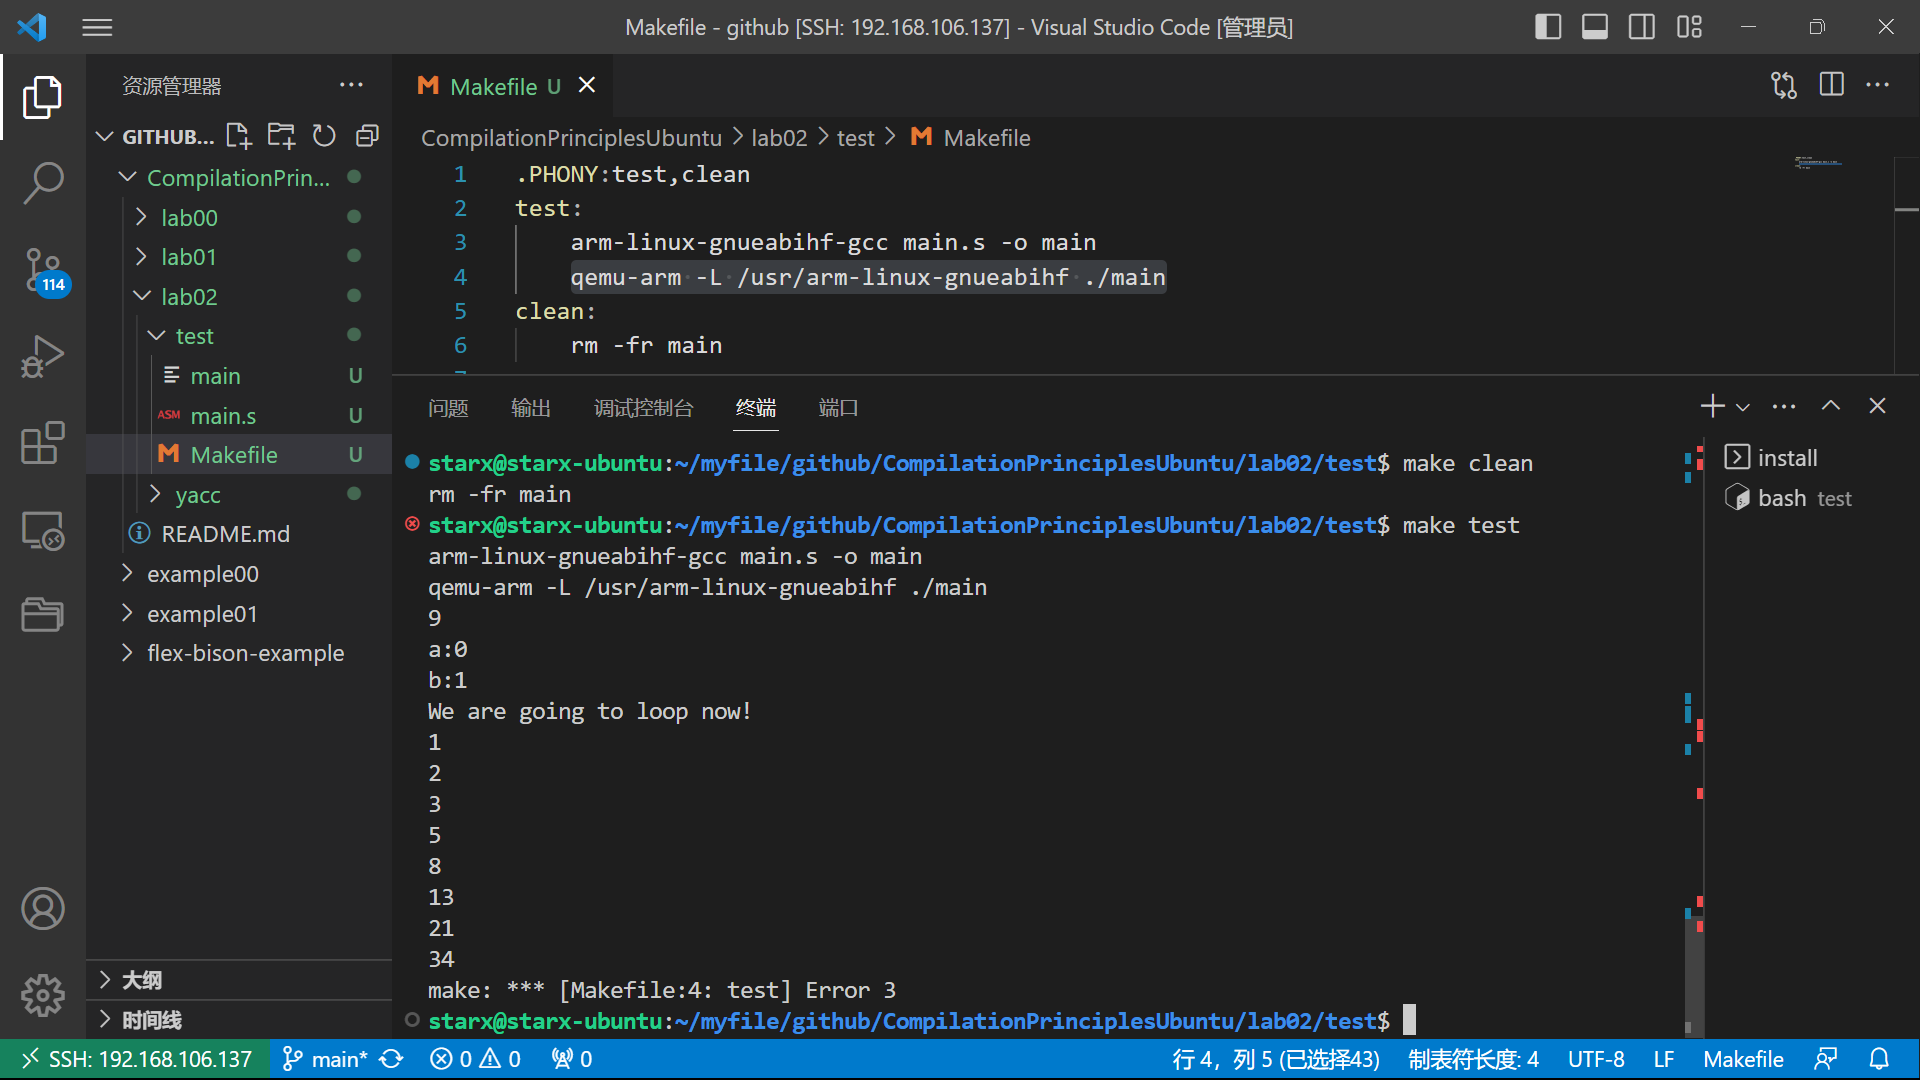 Makefile - github [SSH: 192.168.106.137] - Visual Studio Code [管理员]
资源管理器
GITHUB...
CompilationPrin...
lab00
lab01
lab02
test
main U
ASM main.s U
M Makefile U
yacc
README.md
example00
example01
flex-bison-example
大纲
时间线
114
M Makefile U
CompilationPrinciplesUbuntu > lab02 > test > M Makefile
1 .PHONY:test,clean
2 test:
3 arm-linux-gnueabihf-gcc main.s -o main
4 qemu-arm -L /usr/arm-linux-gnueabihf ./main
5 clean:
6 rm -fr main
问题 输出 调试控制台 终端 端口
starx@starx-ubuntu:~/myfile/github/CompilationPrinciplesUbuntu/lab02/test$ make clean
rm -fr main
starx@starx-ubuntu:~/myfile/github/CompilationPrinciplesUbuntu/lab02/test$ make test
arm-linux-gnueabihf-gcc main.s -o main
qemu-arm -L /usr/arm-linux-gnueabihf ./main
9
a:0
b:1
We are going to loop now!
1
2
3
5
8
13
21
34
make: *** [Makefile:4: test] Error 3
starx@starx-ubuntu:~/myfile/github/CompilationPrinciplesUbuntu/lab02/test$
install
bash test
SSH: 192.168.106.137 main* 0 0 0 行 4，列 5 (已选择43) 制表符长度: 4 UTF-8 LF Makefile